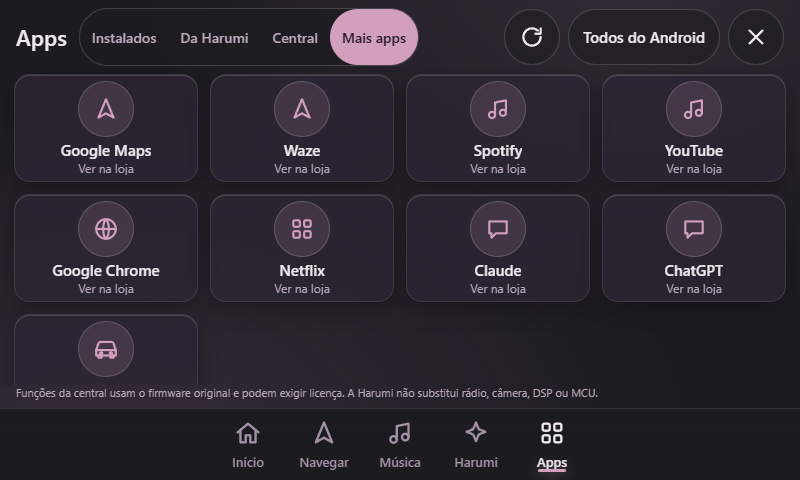 Apps
Instalados
Da Harumi
Central
Mais apps
Todos do Android
Google Maps
Ver na loja
Waze
Ver na loja
Spotify
Ver na loja
YouTube
Ver na loja
Google Chrome
Ver na loja
Netflix
Ver na loja
Claude
Ver na loja
ChatGPT
Ver na loja
Funções da central usam o firmware original e podem exigir licença. A Harumi não substitui rádio, câmera, DSP ou MCU.
Início
Navegar
Música
Harumi
Apps